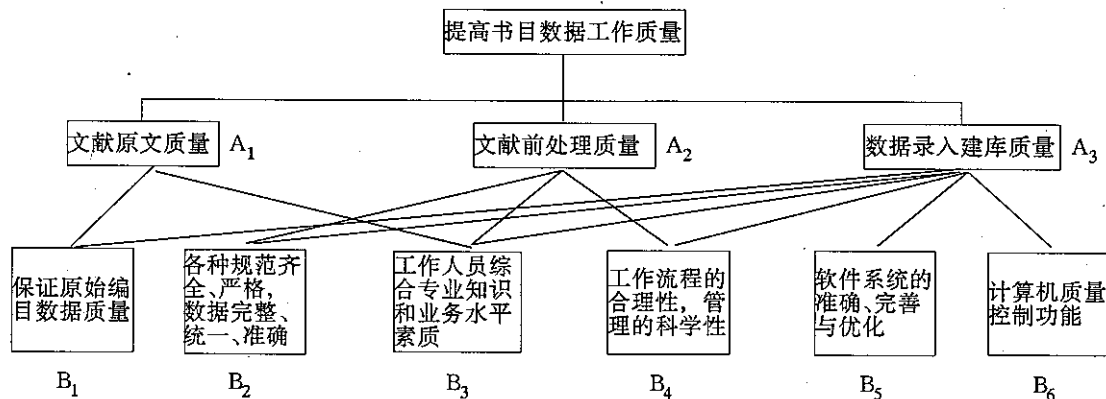 提高书目数据工作质量
文献原文质量 A1
文献前处理质量 A2
数据录入建库质量 A3
保证原始编
目数据质量
各种规范齐
全、严格,
数据完整、
统一、准确
工作人员综
合专业知识
和业务水平
素质
工作流程的
合理性,管
理的科学性
软件系统的
准确、完善
与优化
计算机质量
控制功能
B1
B2
B3
B4
B5
B6